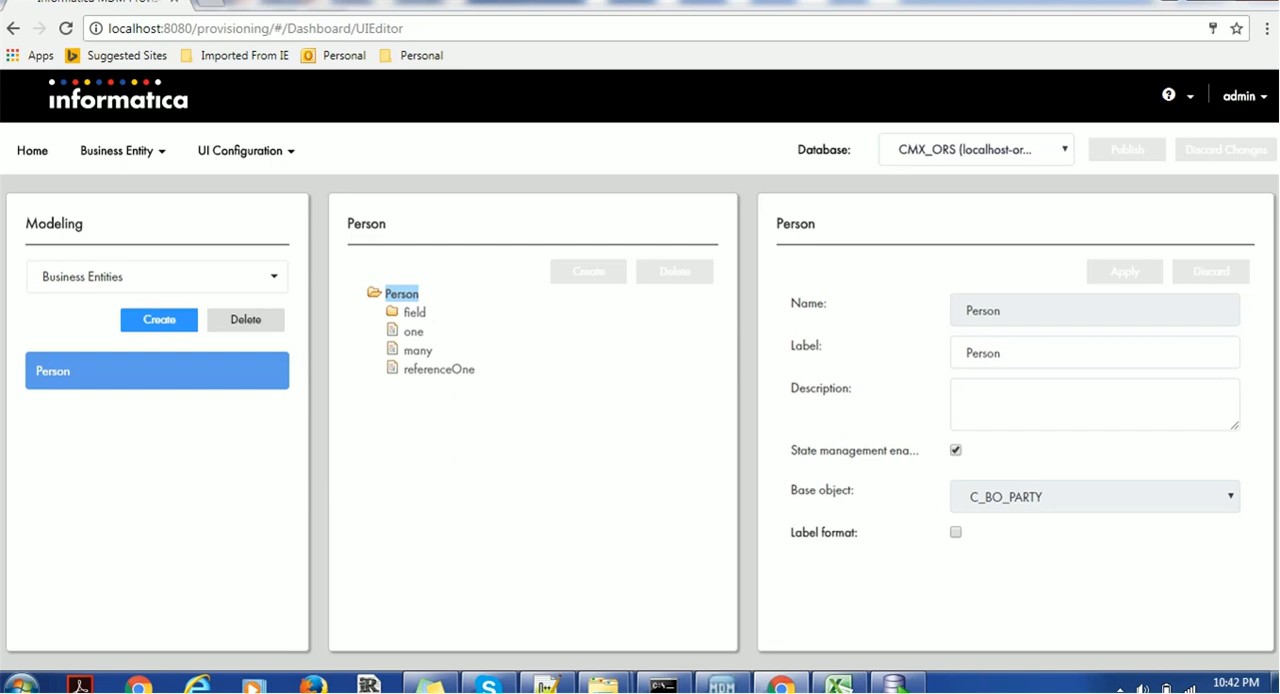 localhost:8080/provisioning/#/Dashboard/UIEditor
Apps Suggested Sites Imported From IE Personal Personal
informatica
admin
Home Business Entity UI Configuration Database: CMX_ORS (localhost-or... Publish Discard Changes
Modeling
Business Entities
Create Delete
Person
Person
Create Delete
Person
field
one
many
referenceOne
Person
Apply Discard
Name: Person
Label: Person
Description:
State management ena...
Base object: C_BO_PARTY
Label format:
MDM
10:42 PM